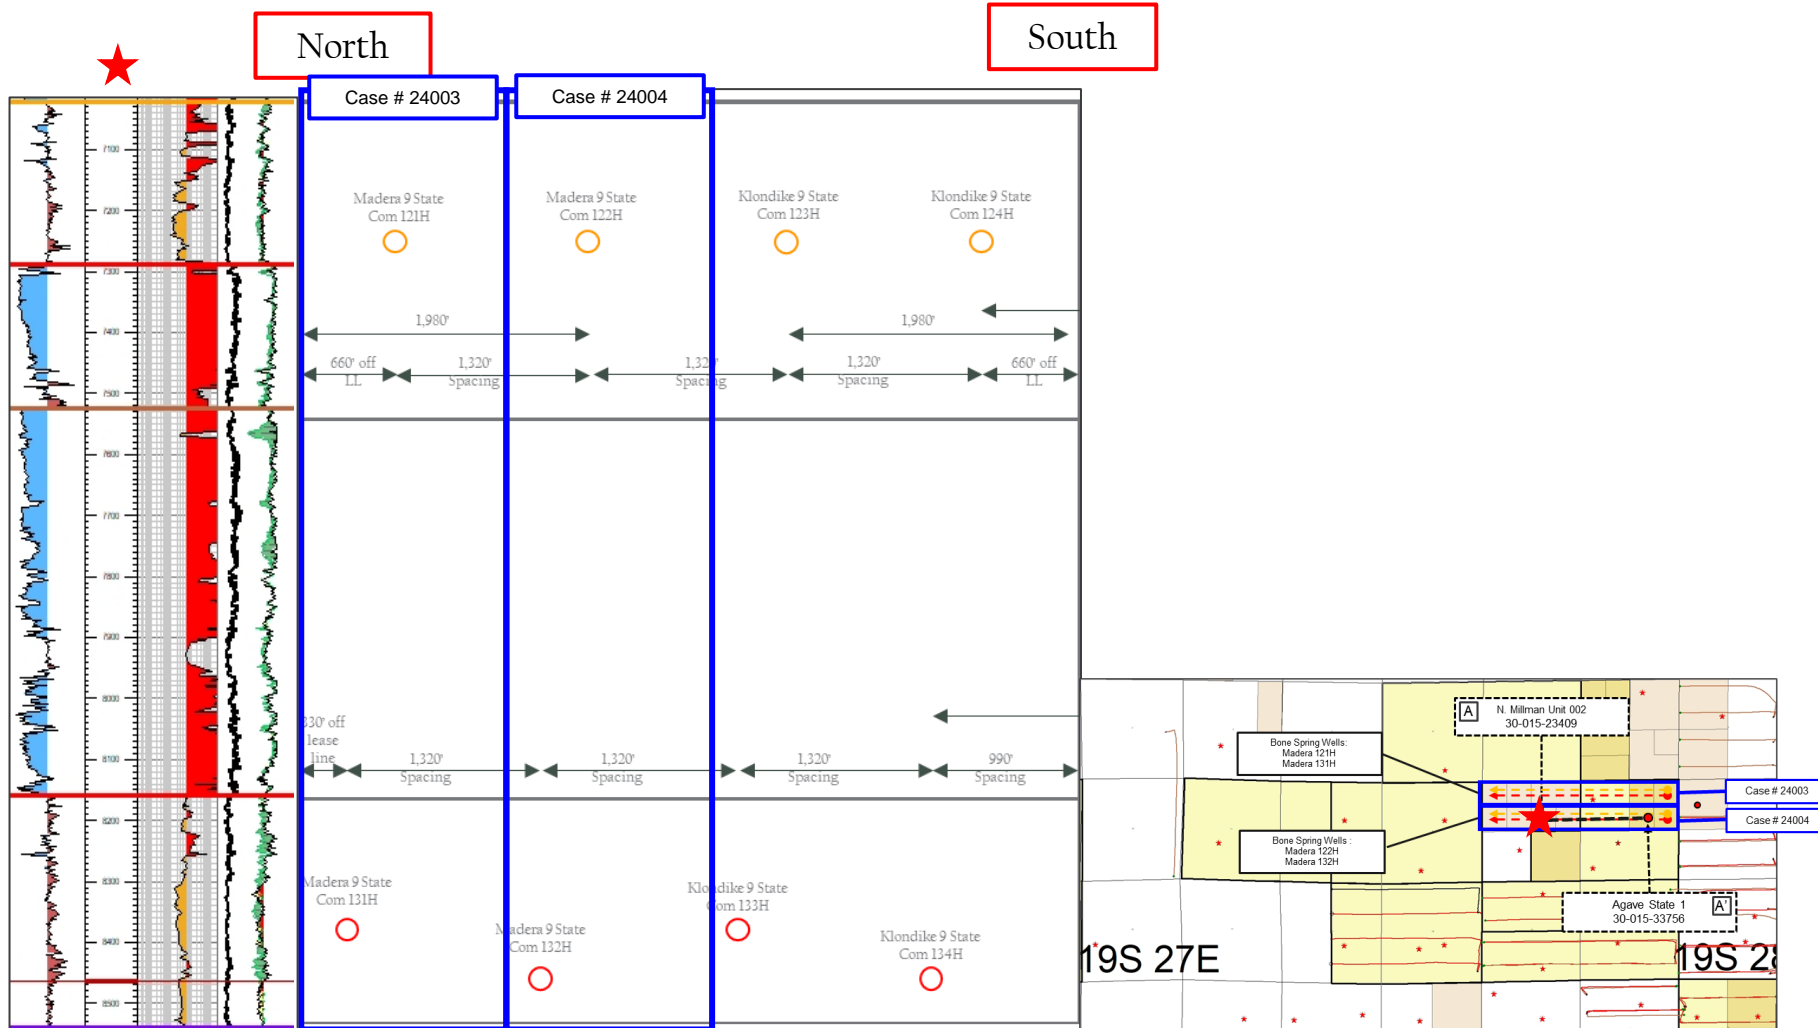 North
South
Case # 24003
Case # 24004
7100
7200
7300
7400
7500
7600
7700
7800
7900
8000
8100
8200
8300
8400
8500
Madera 9 State
Com 121H
Madera 9 State
Com 122H
Klondike 9 State
Com 123H
Klondike 9 State
Com 124H
1,980'
1,980'
660' off
LL
1,320'
Spacing
1,320'
Spacing
1,320'
Spacing
660' off
LL
330' off
lease
line
1,320'
Spacing
1,320'
Spacing
1,320'
Spacing
990'
Spacing
Madera 9 State
Com 131H
Madera 9 State
Com 132H
Klondike 9 State
Com 133H
Klondike 9 State
Com 134H
A
N. Millman Unit 002
30-015-23409
Bone Spring Wells:
Madera 121H
Madera 131H
Case # 24003
Case # 24004
Bone Spring Wells :
Madera 122H
Madera 132H
Agave State 1
30-015-33756
A'
19S 27E
19S 28